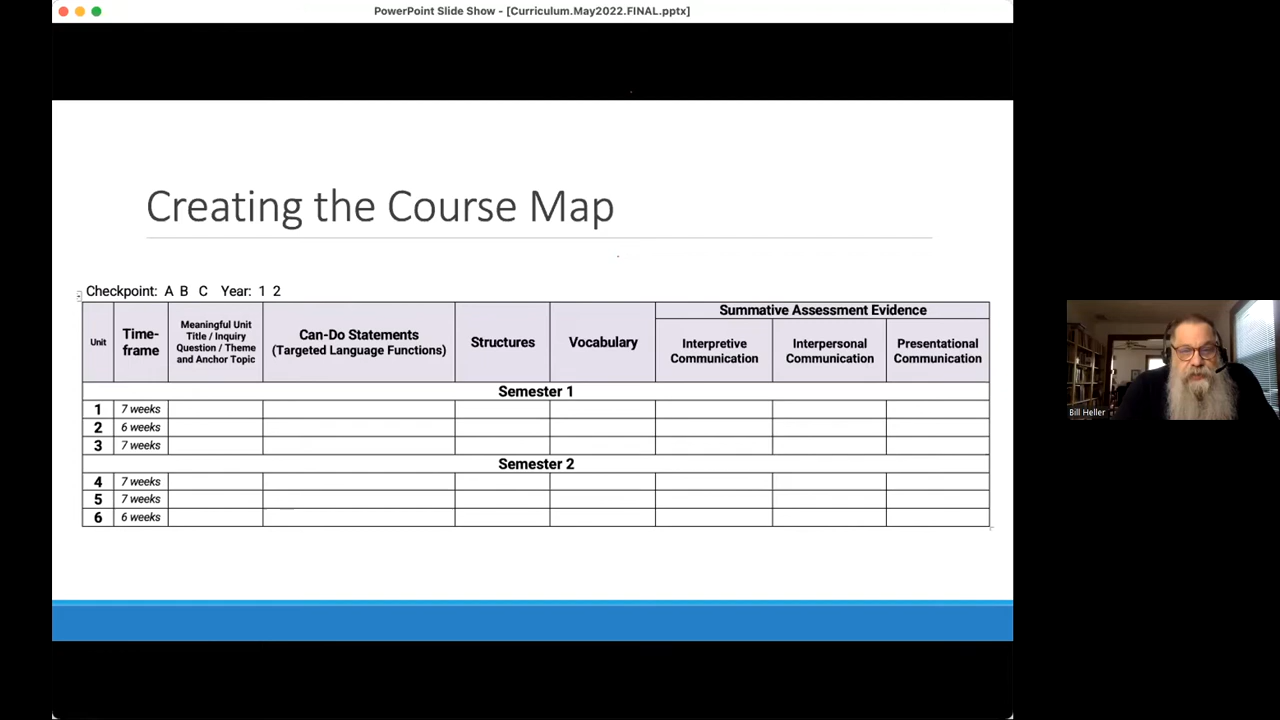 PowerPoint Slide Show - [Curriculum.May2022.FINAL.pptx]
Creating the Course Map
Checkpoint: A B C Year: 1 2
Unit
Time-
frame
Meaningful Unit
Title / Inquiry
Question / Theme
and Anchor Topic
Can-Do Statements
(Targeted Language Functions)
Structures
Vocabulary
Summative Assessment Evidence
Interpretive
Communication
Interpersonal
Communication
Presentational
Communication
Semester 1
1 7 weeks
2 6 weeks
3 7 weeks
Semester 2
4 7 weeks
5 7 weeks
6 6 weeks
Bill Heller